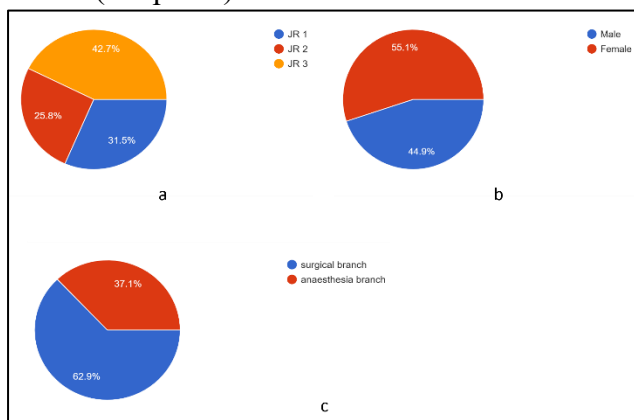 42.7%
25.8%
31.5%
JR 1
JR 2
JR 3
a
55.1%
44.9%
Male
Female
b
37.1%
62.9%
surgical branch
anaesthesia branch
c